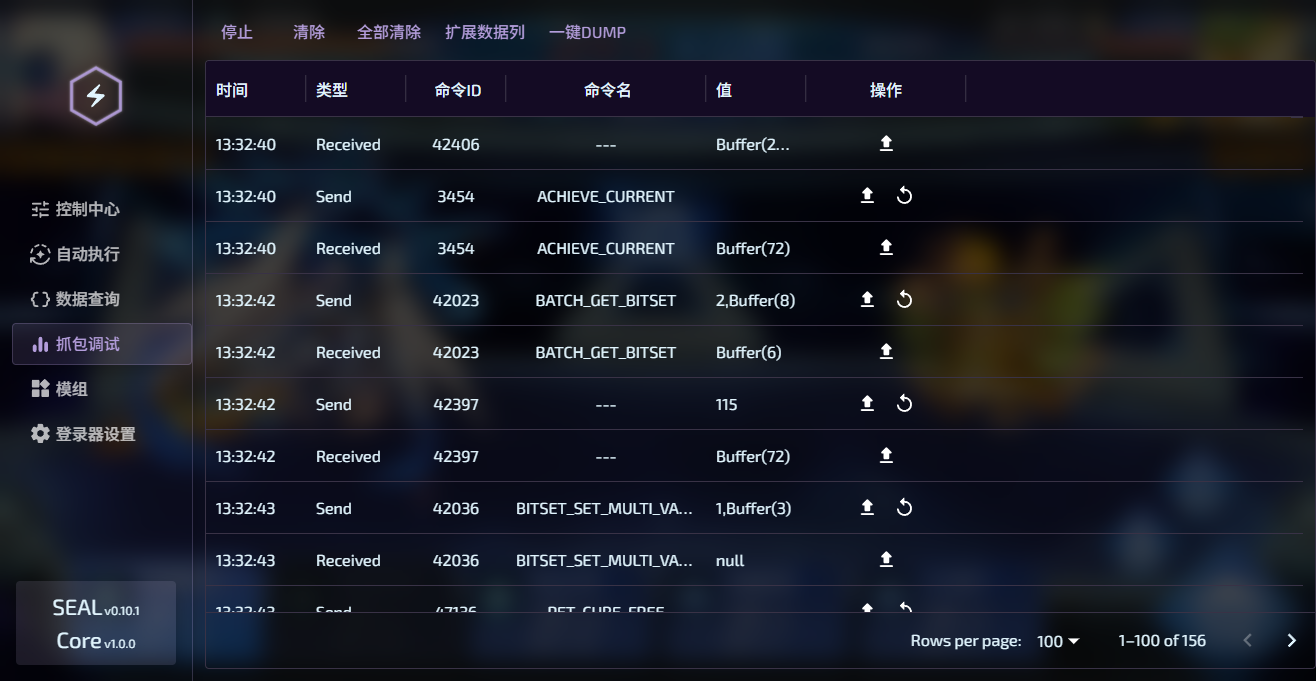 停止 清除 全部清除 扩展数据列 一键DUMP
时间 类型 命令ID 命令名 值 操作
13:32:40 Received 42406 --- Buffer(2...
13:32:40 Send 3454 ACHIEVE_CURRENT
13:32:40 Received 3454 ACHIEVE_CURRENT Buffer(72)
13:32:42 Send 42023 BATCH_GET_BITSET 2,Buffer(8)
13:32:42 Received 42023 BATCH_GET_BITSET Buffer(6)
13:32:42 Send 42397 --- 115
13:32:42 Received 42397 --- Buffer(72)
13:32:43 Send 42036 BITSET_SET_MULTI_VA... 1,Buffer(3)
13:32:43 Received 42036 BITSET_SET_MULTI_VA... null
13:32:43 Send 47136 PET_CURE_FREE
Rows per page: 100 1–100 of 156
控制中心
自动执行
数据查询
抓包调试
模组
登录器设置
SEAL v0.10.1
Core v1.0.0